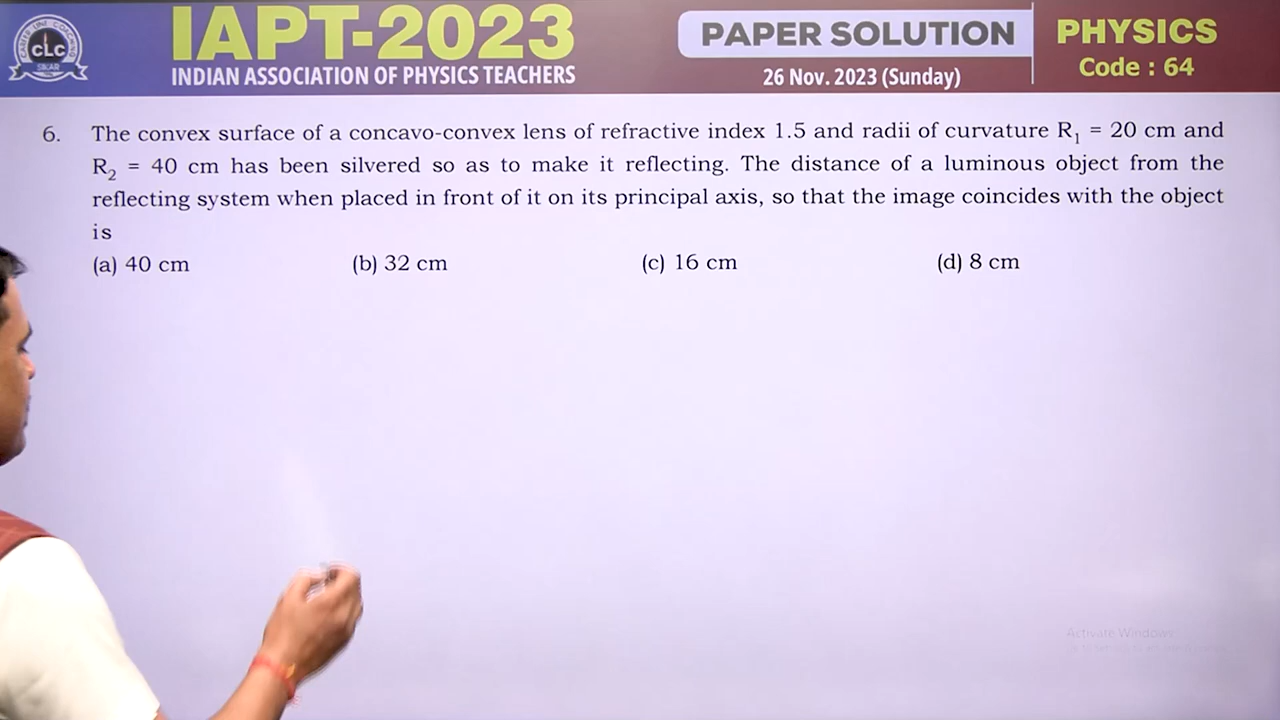 CAREER LINE COACHING
CLC
SIKAR
IAPT-2023
INDIAN ASSOCIATION OF PHYSICS TEACHERS
PAPER SOLUTION
26 Nov. 2023 (Sunday)
PHYSICS
Code : 64
6. The convex surface of a concavo-convex lens of refractive index 1.5 and radii of curvature R₁ = 20 cm and
R₂ = 40 cm has been silvered so as to make it reflecting. The distance of a luminous object from the
reflecting system when placed in front of it on its principal axis, so that the image coincides with the object
is
(a) 40 cm (b) 32 cm (c) 16 cm (d) 8 cm
Activate Windows